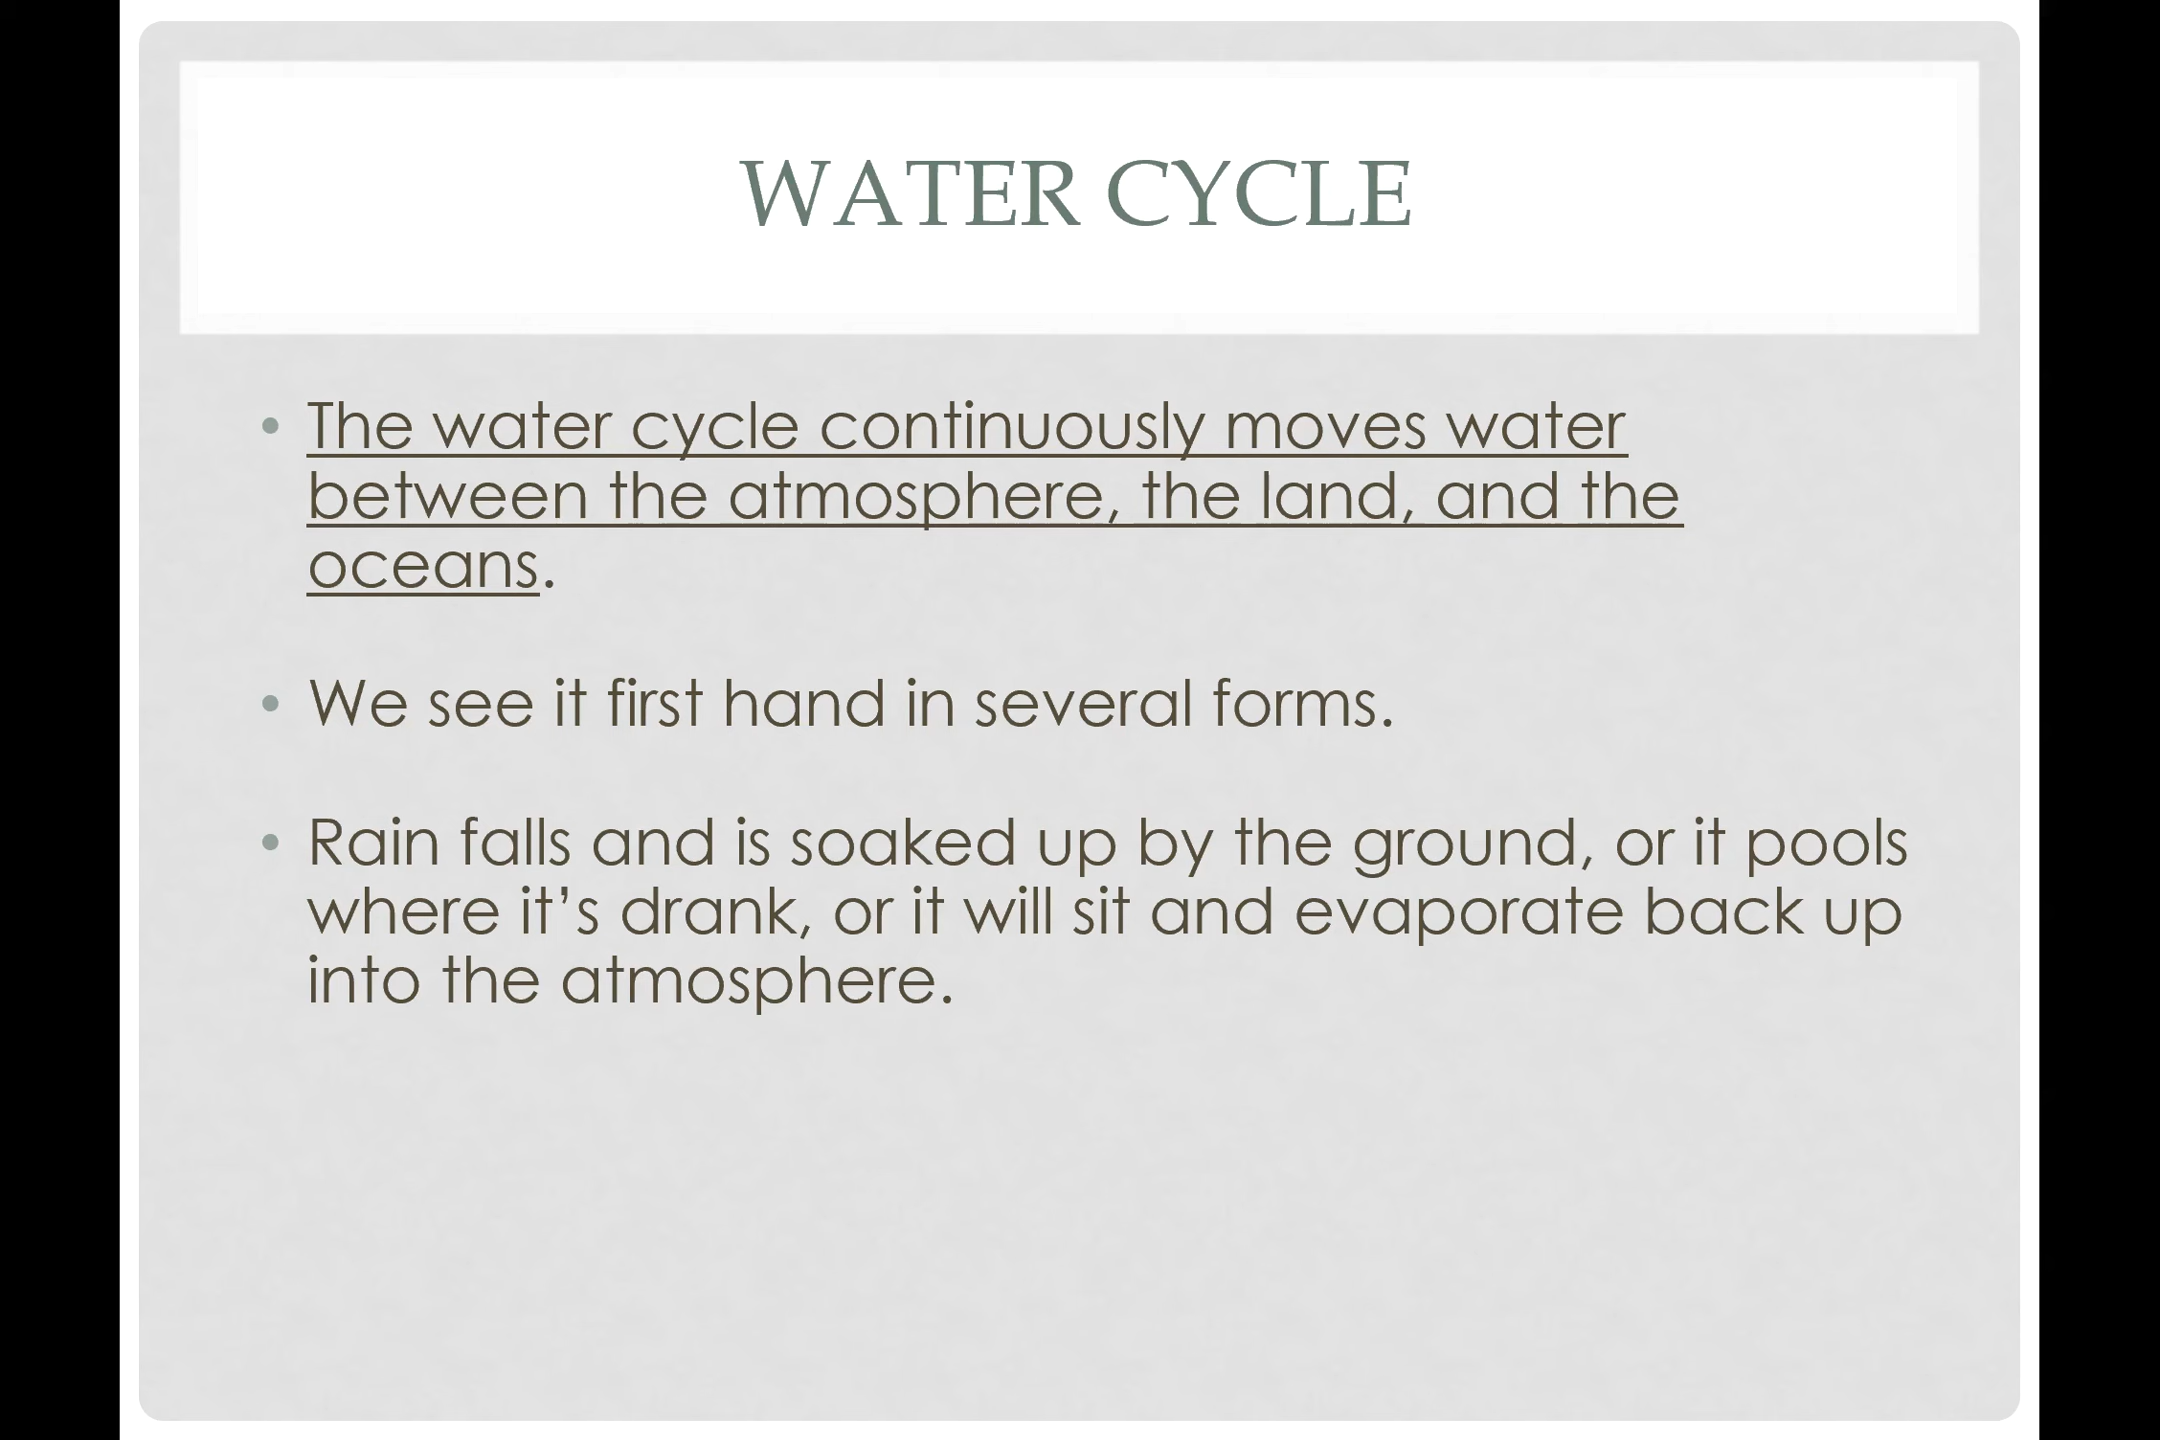 WATER CYCLE
• The water cycle continuously moves water
between the atmosphere, the land, and the
oceans.
• We see it first hand in several forms.
• Rain falls and is soaked up by the ground, or it pools
where it’s drank, or it will sit and evaporate back up
into the atmosphere.